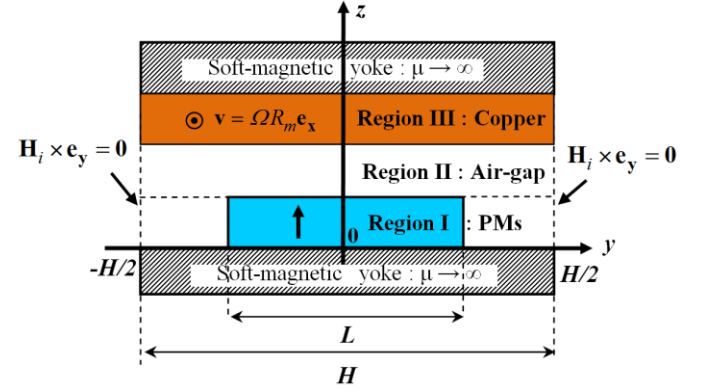 z
Soft-magnetic yoke : μ → ∞
v = ΩR_m e_x Region III : Copper
H_i × e_y = 0 H_i × e_y = 0
Region II : Air-gap
Region I : PMs
0
y
-H/2 Soft-magnetic yoke : μ → ∞ H/2
L
H